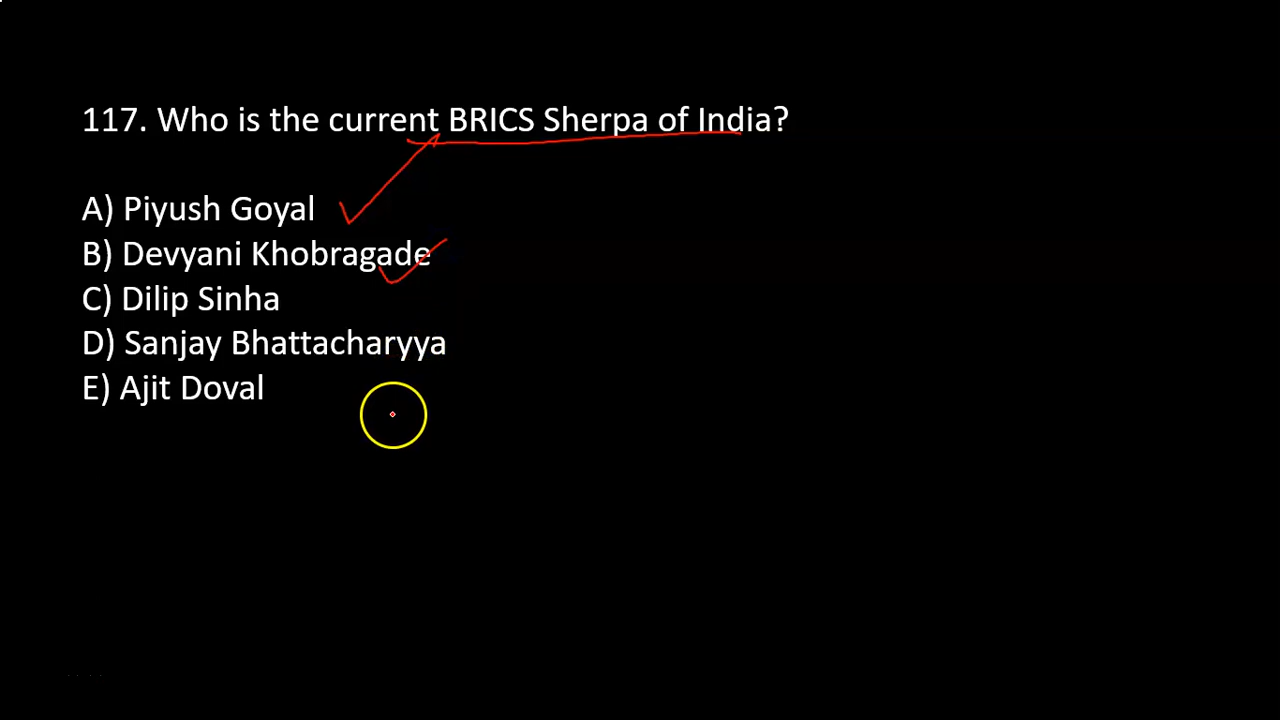 117. Who is the current BRICS Sherpa of India?
A) Piyush Goyal
B) Devyani Khobragade
C) Dilip Sinha
D) Sanjay Bhattacharyya
E) Ajit Doval